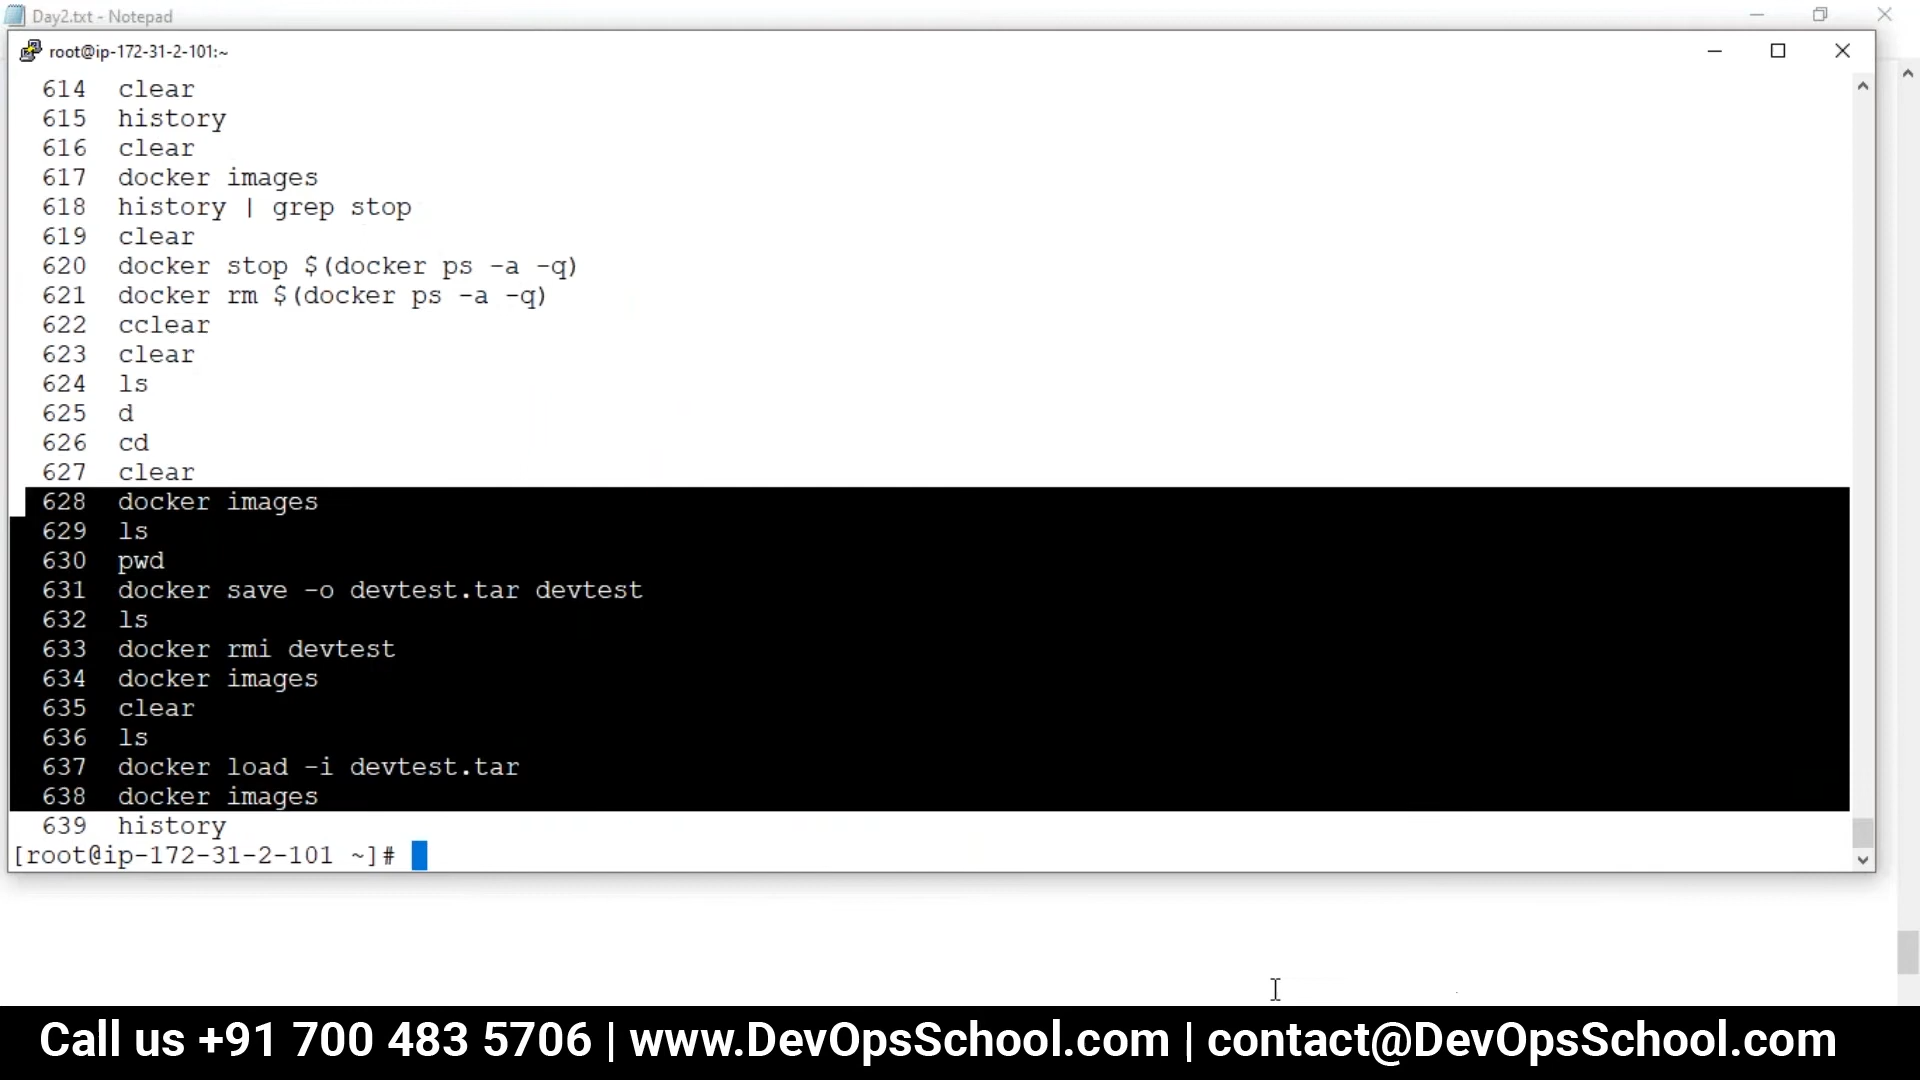 Day2.txt - Notepad
root@ip-172-31-2-101:~
614 clear
615 history
616 clear
617 docker images
618 history | grep stop
619 clear
620 docker stop $(docker ps -a -q)
621 docker rm $(docker ps -a -q)
622 cclear
623 clear
624 ls
625 d
626 cd
627 clear
628 docker images
629 ls
630 pwd
631 docker save -o devtest.tar devtest
632 ls
633 docker rmi devtest
634 docker images
635 clear
636 ls
637 docker load -i devtest.tar
638 docker images
639 history
[root@ip-172-31-2-101 ~]#
Call us +91 700 483 5706 | www.DevOpsSchool.com | contact@DevOpsSchool.com